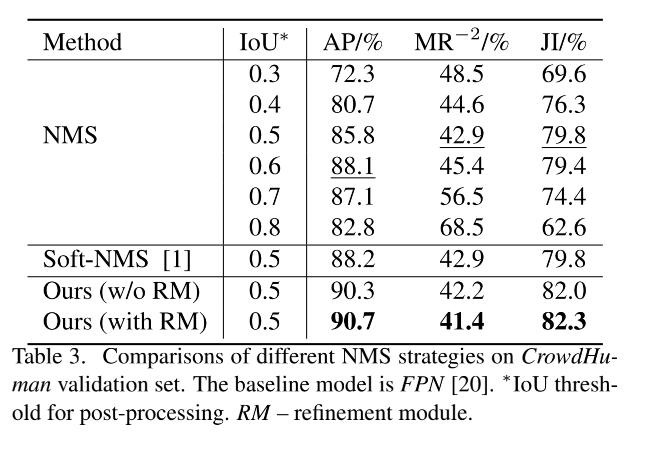 Method IoU* AP/% MR⁻²/% JI/%
0.3 72.3 48.5 69.6
0.4 80.7 44.6 76.3
NMS 0.5 85.8 42.9 79.8
0.6 88.1 45.4 79.4
0.7 87.1 56.5 74.4
0.8 82.8 68.5 62.6
Soft-NMS [1] 0.5 88.2 42.9 79.8
Ours (w/o RM) 0.5 90.3 42.2 82.0
Ours (with RM) 0.5 90.7 41.4 82.3
Table 3. Comparisons of different NMS strategies on CrowdHu-
man validation set. The baseline model is FPN [20]. *IoU thresh-
old for post-processing. RM – refinement module.